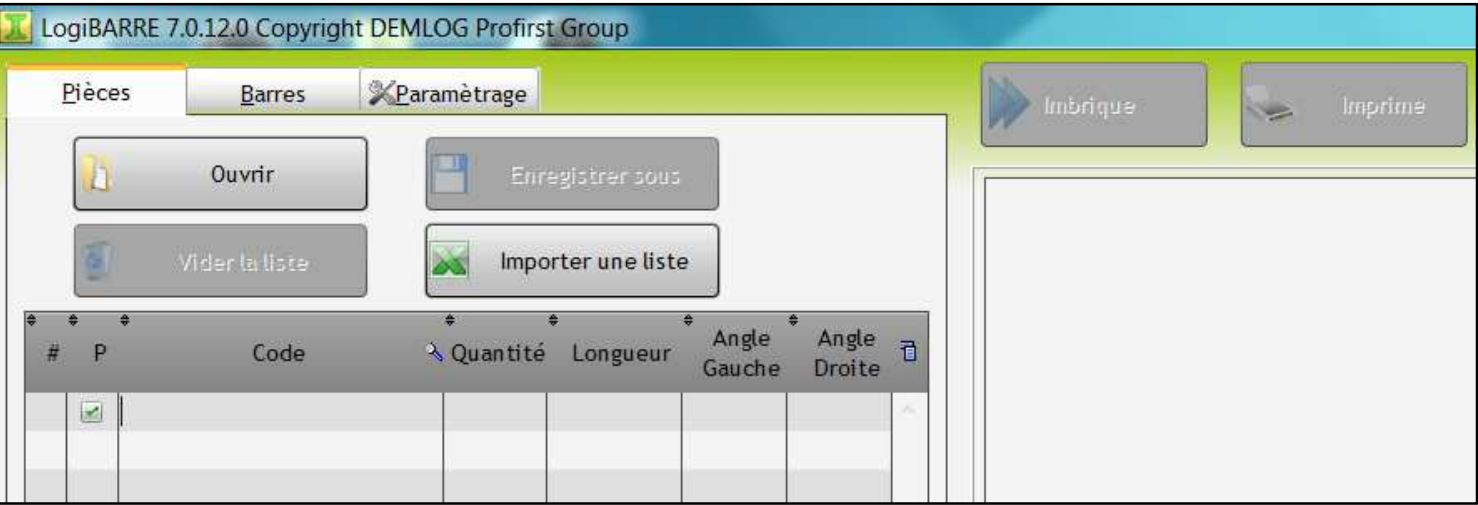 LogiBARRE 7.0.12.0 Copyright DEMLOG Profirst Group
Pièces Barres Paramètrage
Imbrique Imprime
Ouvrir Enregistrer sous
Vider la liste Importer une liste
# P Code Quantité Longueur Angle Gauche Angle Droite